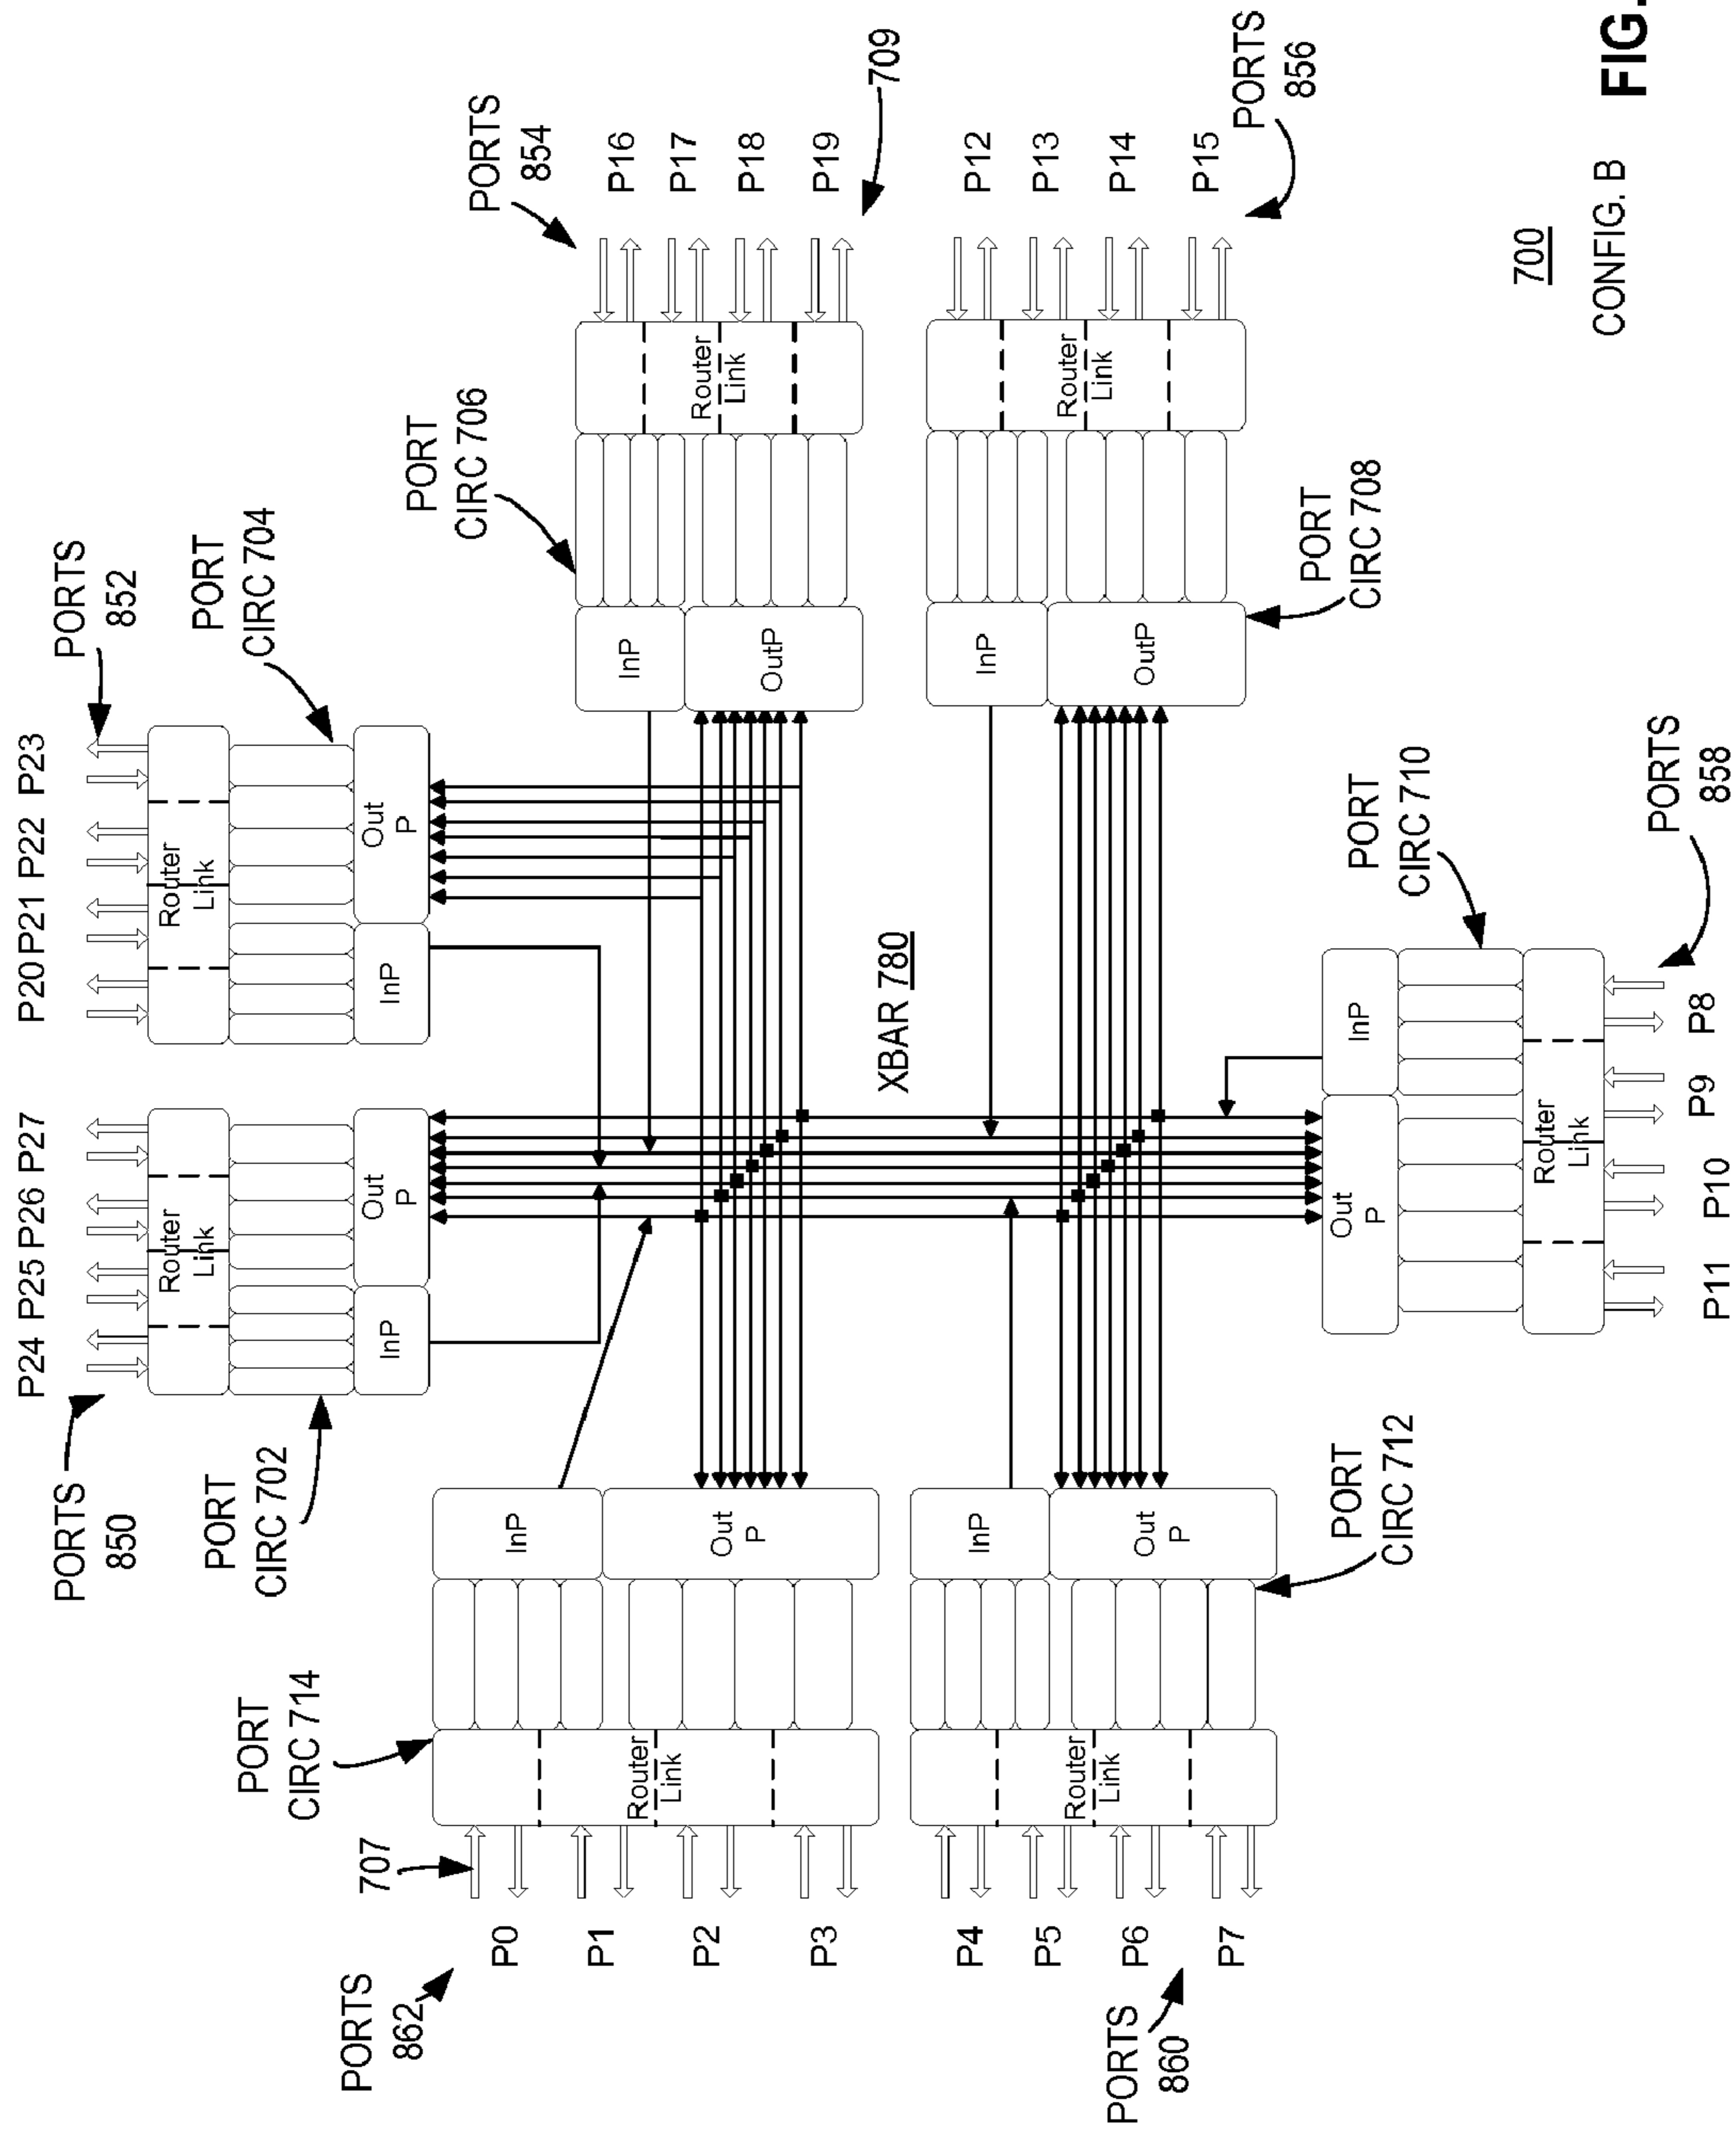 P24 P25 P26 P27
P20 P21 P22 P23
PORTS
850
PORTS
852
Router
Link
Router
Link
PORT
CIRC 702
PORT
CIRC 704
InP
Out
P
InP
Out
P
PORT
CIRC 714
PORT
CIRC 706
PORTS
854
PORTS
862
707
P0
P1
P2
P3
Router
Link
InP
Out
P
InP
OutP
Router
Link
P16
P17
P18
P19
709
XBAR 780
P4
P5
P6
P7
Router
Link
InP
Out
P
InP
OutP
Router
Link
P12
P13
P14
P15
PORTS
860
PORT
CIRC 712
PORT
CIRC 708
PORTS
856
Out
P
InP
PORT
CIRC 710
Router
Link
PORTS
858
P11 P10 P9 P8
700
CONFIG. B
FIG.